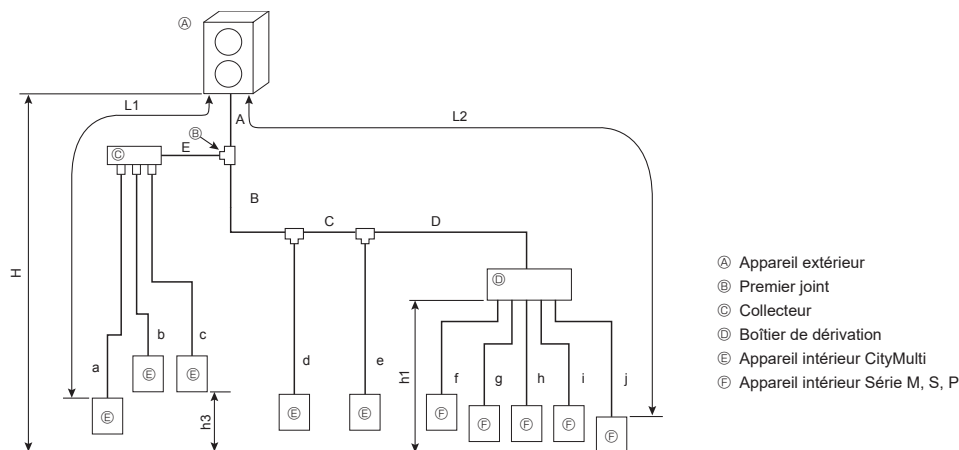 Ⓐ
L1
L2
A
Ⓑ
E
Ⓒ
B
C
D
H
Ⓓ
a
b
c
d
e
f
g
h
i
j
h1
h3
Ⓔ
Ⓔ
Ⓔ
Ⓔ
Ⓔ
Ⓕ
Ⓕ
Ⓕ
Ⓕ
Ⓕ
Ⓐ Appareil extérieur
Ⓑ Premier joint
Ⓒ Collecteur
Ⓓ Boîtier de dérivation
Ⓔ Appareil intérieur CityMulti
Ⓕ Appareil intérieur Série M, S, P